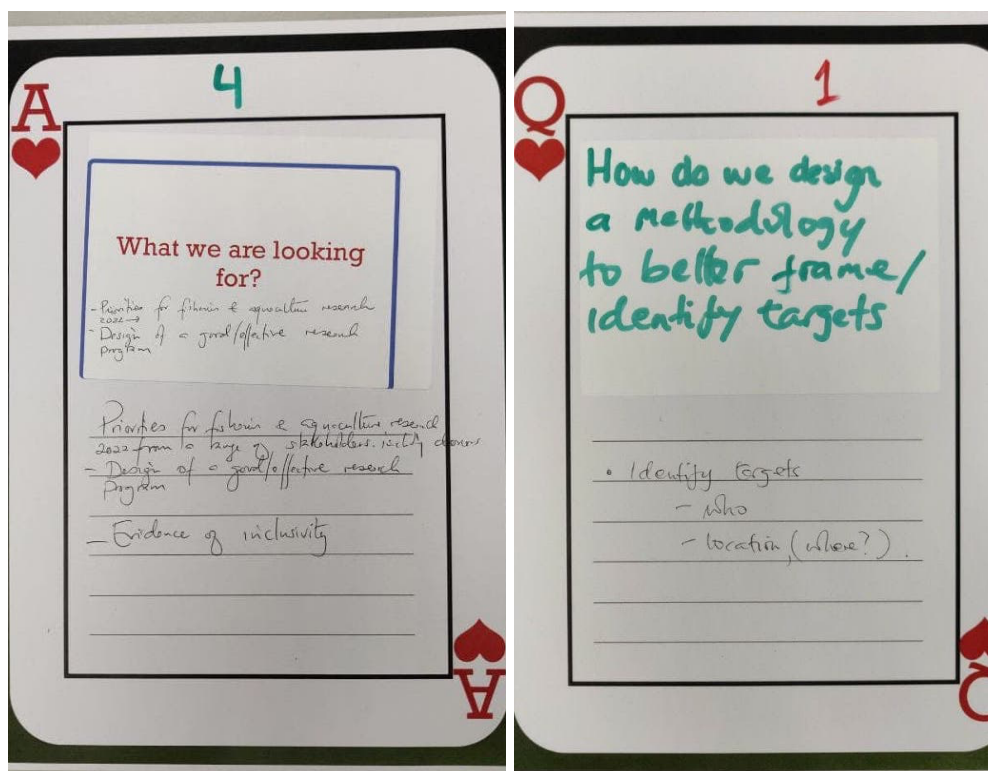 4
A
What we are looking
for?
- Priorities for fisheries & aquaculture research
2022 →
- Design of a good/effective research
program
Priorities for fisheries & aquaculture research
2022 from a range of stakeholders. donors
- Design of a good/effective research
program
- Evidence of inclusivity
A
1
Q
How do we design
a methodology
to better frame/
identify targets
• Identify targets
- who
- location, (where?).
Q